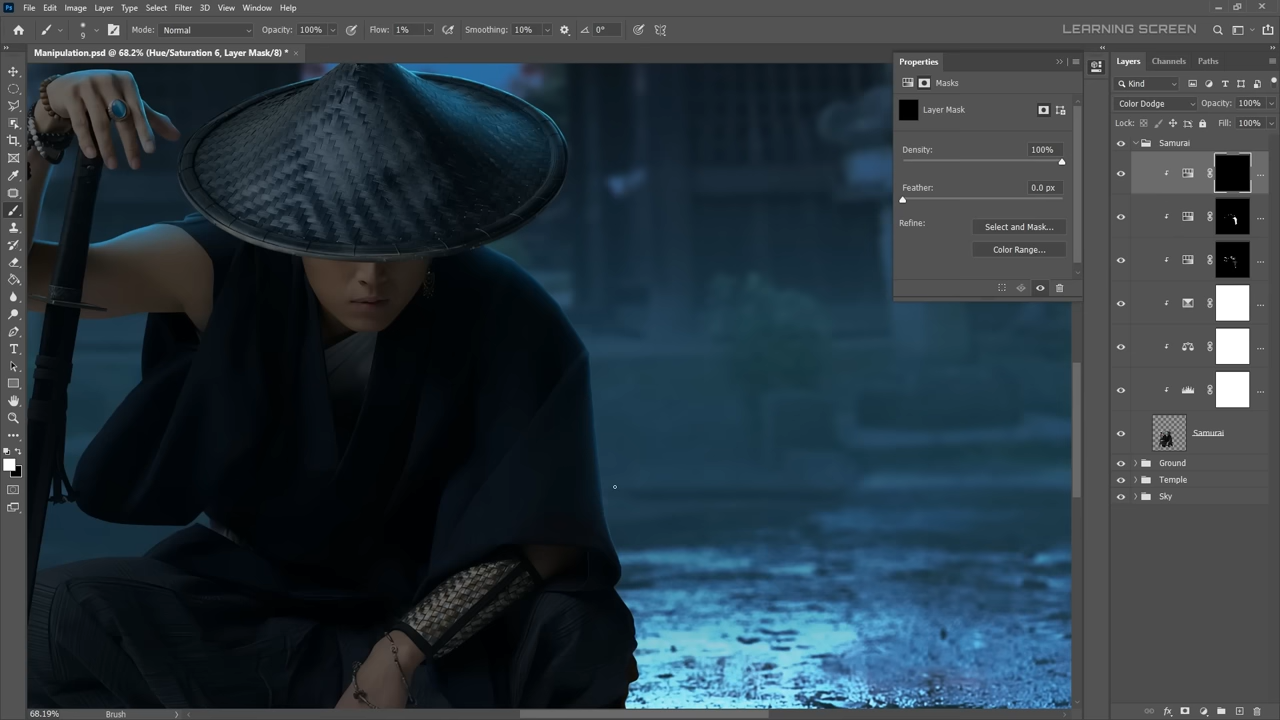 Ps File Edit Image Layer Type Select Filter 3D View Window Help
9 Mode: Normal Opacity: 100% Flow: 1% Smoothing: 10% 0° LEARNING SCREEN
Manipulation.psd @ 68.2% (Hue/Saturation 6, Layer Mask/8) * ×
Properties
Masks
Layer Mask
Density: 100%
Feather: 0.0 px
Refine: Select and Mask...
Color Range...
Layers Channels Paths
Kind
Color Dodge Opacity: 100%
Lock: Fill: 100%
Samurai
Samurai
Ground
Temple
Sky
68.19% Brush